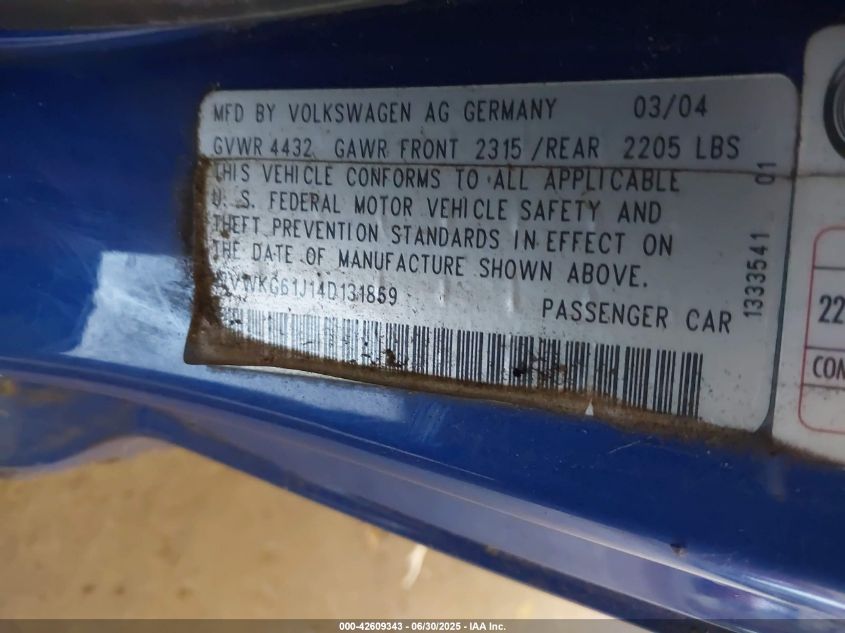 MFD BY VOLKSWAGEN AG GERMANY 03/04
GVWR 4432 GAWR FRONT 2315 /REAR 2205 LBS
THIS VEHICLE CONFORMS TO ALL APPLICABLE
U. S. FEDERAL MOTOR VEHICLE SAFETY AND
THEFT PREVENTION STANDARDS IN EFFECT ON
THE DATE OF MANUFACTURE SHOWN ABOVE.
PASSENGER CAR
1333541 01
22
CON
000-42609343 - 06/30/2025 - IAA Inc.